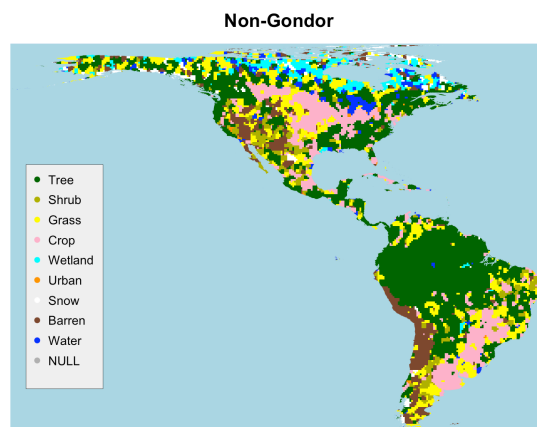 Non-Gondor
Tree
Shrub
Grass
Crop
Wetland
Urban
Snow
Barren
Water
NULL